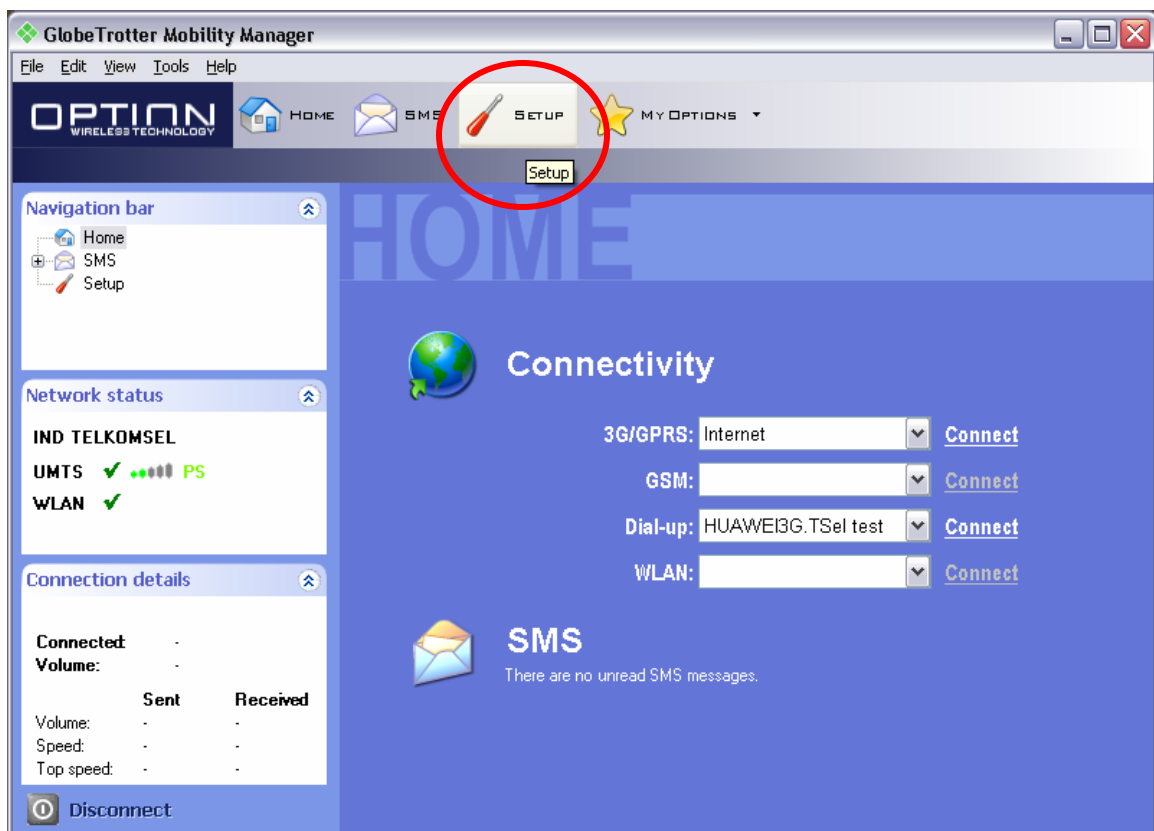 GlobeTrotter Mobility Manager
File Edit View Tools Help
OPTION
WIRELESS TECHNOLOGY
HOME SMS SETUP MY OPTIONS
Setup
Navigation bar
Home
SMS
Setup
HOME
Connectivity
3G/GPRS: Internet Connect
GSM: Connect
Dial-up: HUAWEI3G.TSel test Connect
WLAN: Connect
SMS
There are no unread SMS messages.
Network status
IND TELKOMSEL
UMTS PS
WLAN
Connection details
Connected: -
Volume: -
Sent Received
Volume: - -
Speed: - -
Top speed: - -
Disconnect